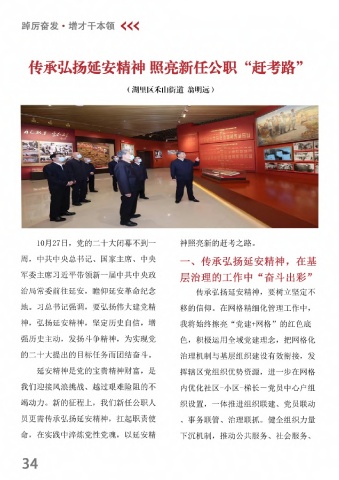 踔厉奋发·增才干本领 <<<
传承弘扬延安精神 照亮新任公职“赶考路”
（湖里区禾山街道 翁明远）
10月27日，党的二十大闭幕不到一
周，中共中央总书记、国家主席、中央
军委主席习近平带领新一届中共中央政
治局常委前往延安，瞻仰延安革命纪念
地。习总书记强调，要弘扬伟大建党精
神，弘扬延安精神，坚定历史自信，增
强历史主动，发扬斗争精神，为实现党
的二十大提出的目标任务而团结奋斗。
延安精神是党的宝贵精神财富，是
我们迎接风浪挑战、越过艰难险阻的不
竭动力。新的征程上，我们新任公职人
员更需传承弘扬延安精神，扛起职责使
命，在实践中淬炼党性党魂，以延安精
神照亮新的赶考之路。
一、传承弘扬延安精神，在基
层治理的工作中“奋斗出彩”
传承弘扬延安精神，要树立坚定不
移的信仰。在网格精细化管理工作中，
我将始终擦亮“党建+网格”的红色底
色，积极运用全域党建理念，把网格化
治理机制与基层组织建设有效衔接，发
挥辖区党组织优势资源，进一步在网格
内优化社区-小区-梯长-党员中心户组
织设置，一体推进组织联建、党员联动
、事务联管、治理联抓。健全组织力量
下沉机制，推动公共服务、社会服务、
34